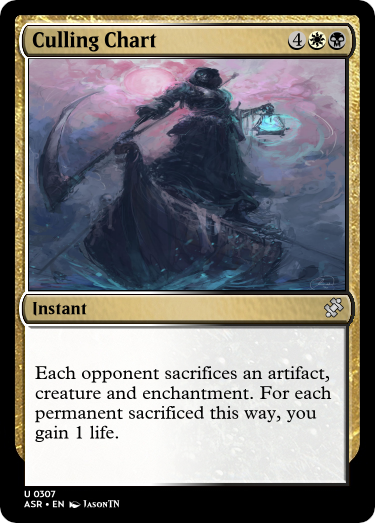 Culling Chart 4
Instant
Each opponent sacrifices an artifact,
creature and enchantment. For each
permanent sacrificed this way, you
gain 1 life.
U 0307
ASR • EN JASONTN